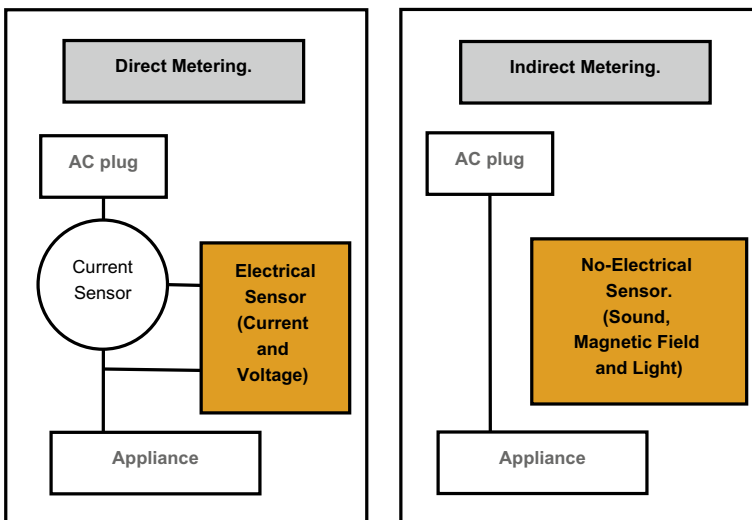 Direct Metering.
AC plug
Current
Sensor
Electrical
Sensor
(Current
and
Voltage)
Appliance
Indirect Metering.
AC plug
No-Electrical
Sensor.
(Sound,
Magnetic Field
and Light)
Appliance